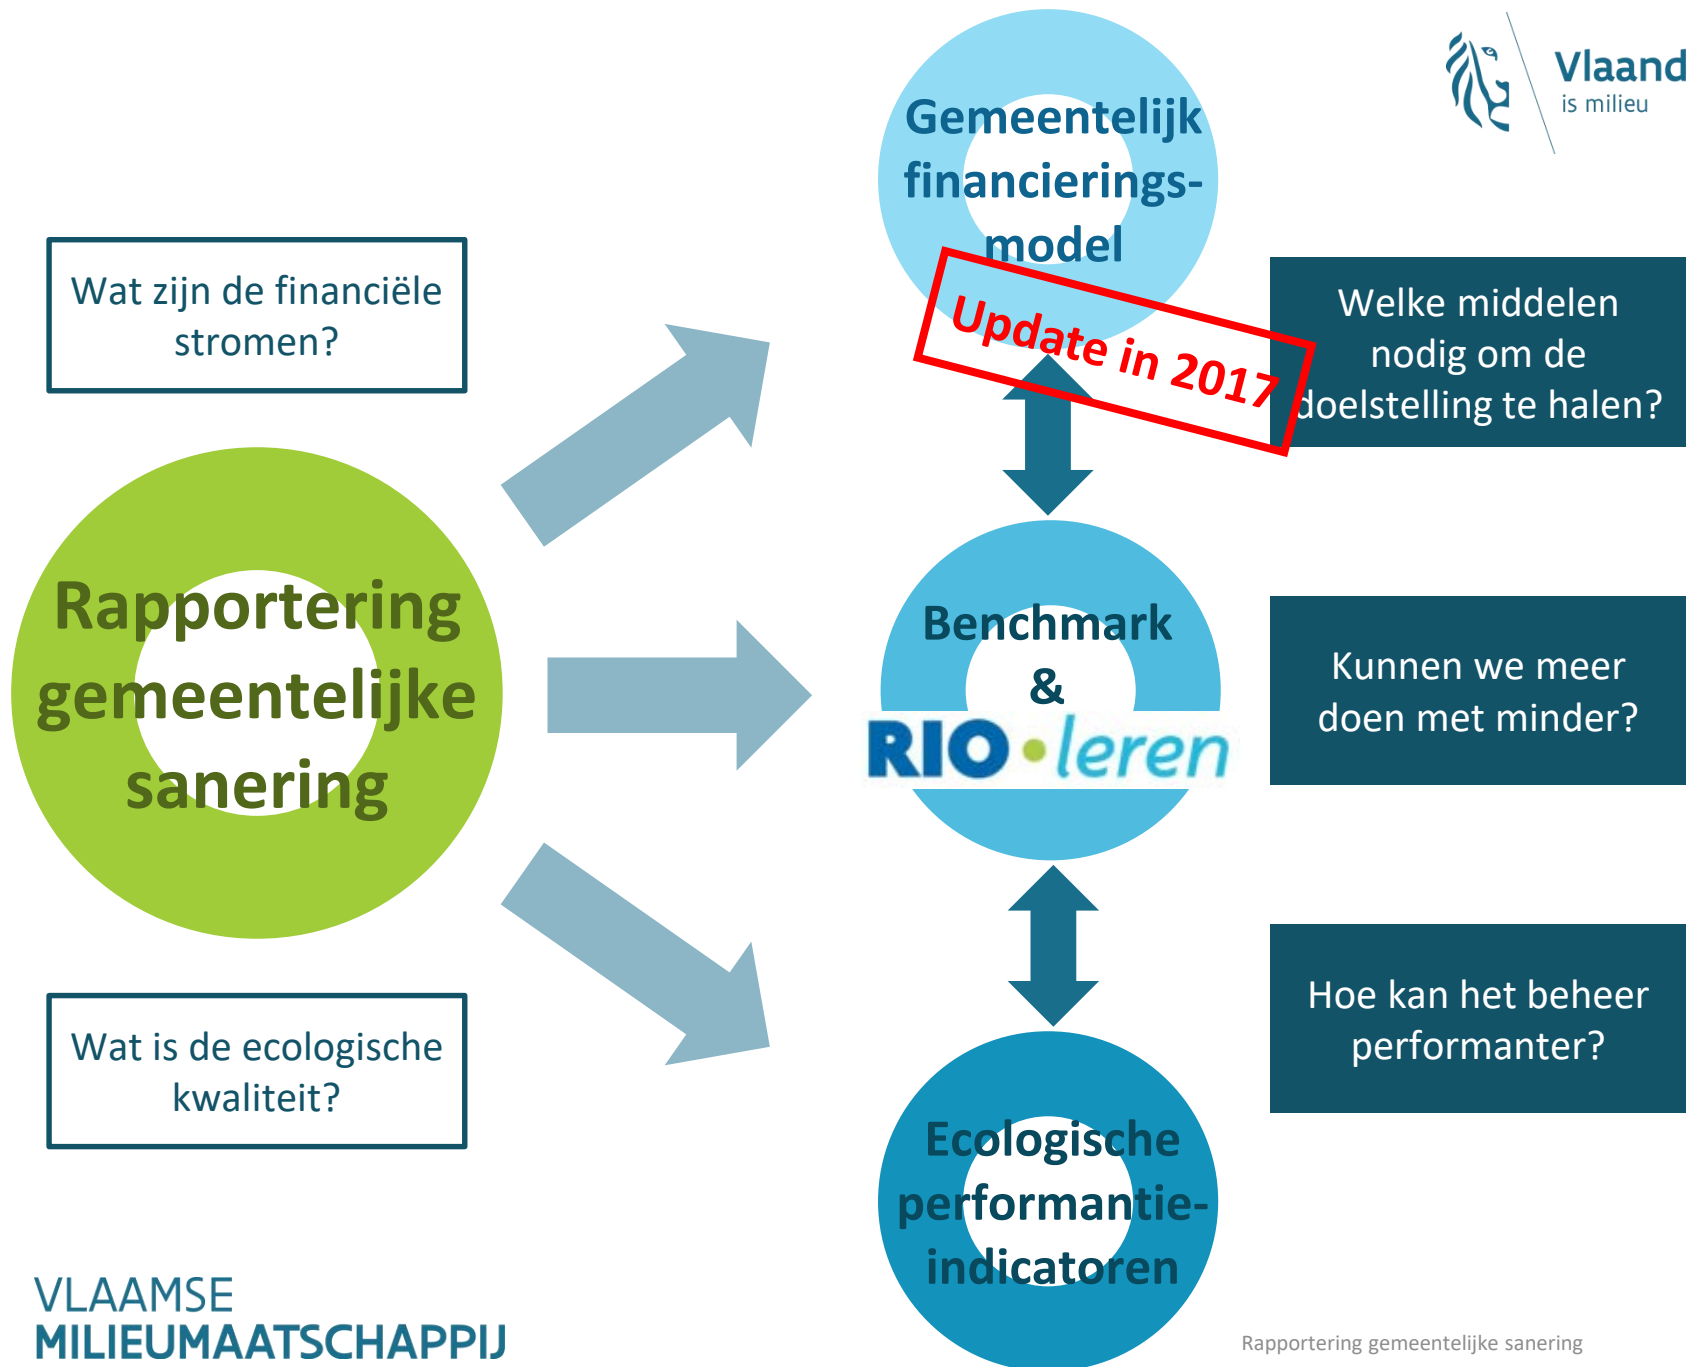 Vlaand
is milieu
Gemeentelijk
financierings-
model
Update in 2017
Wat zijn de financiële
stromen?
Welke middelen
nodig om de
doelstelling te halen?
Rapportering
gemeentelijke
sanering
Benchmark
&
RIO•leren
Kunnen we meer
doen met minder?
Wat is de ecologische
kwaliteit?
Hoe kan het beheer
performanter?
Ecologische
performantie-
indicatoren
VLAAMSE
MILIEUMAATSCHAPPIJ
Rapportering gemeentelijke sanering